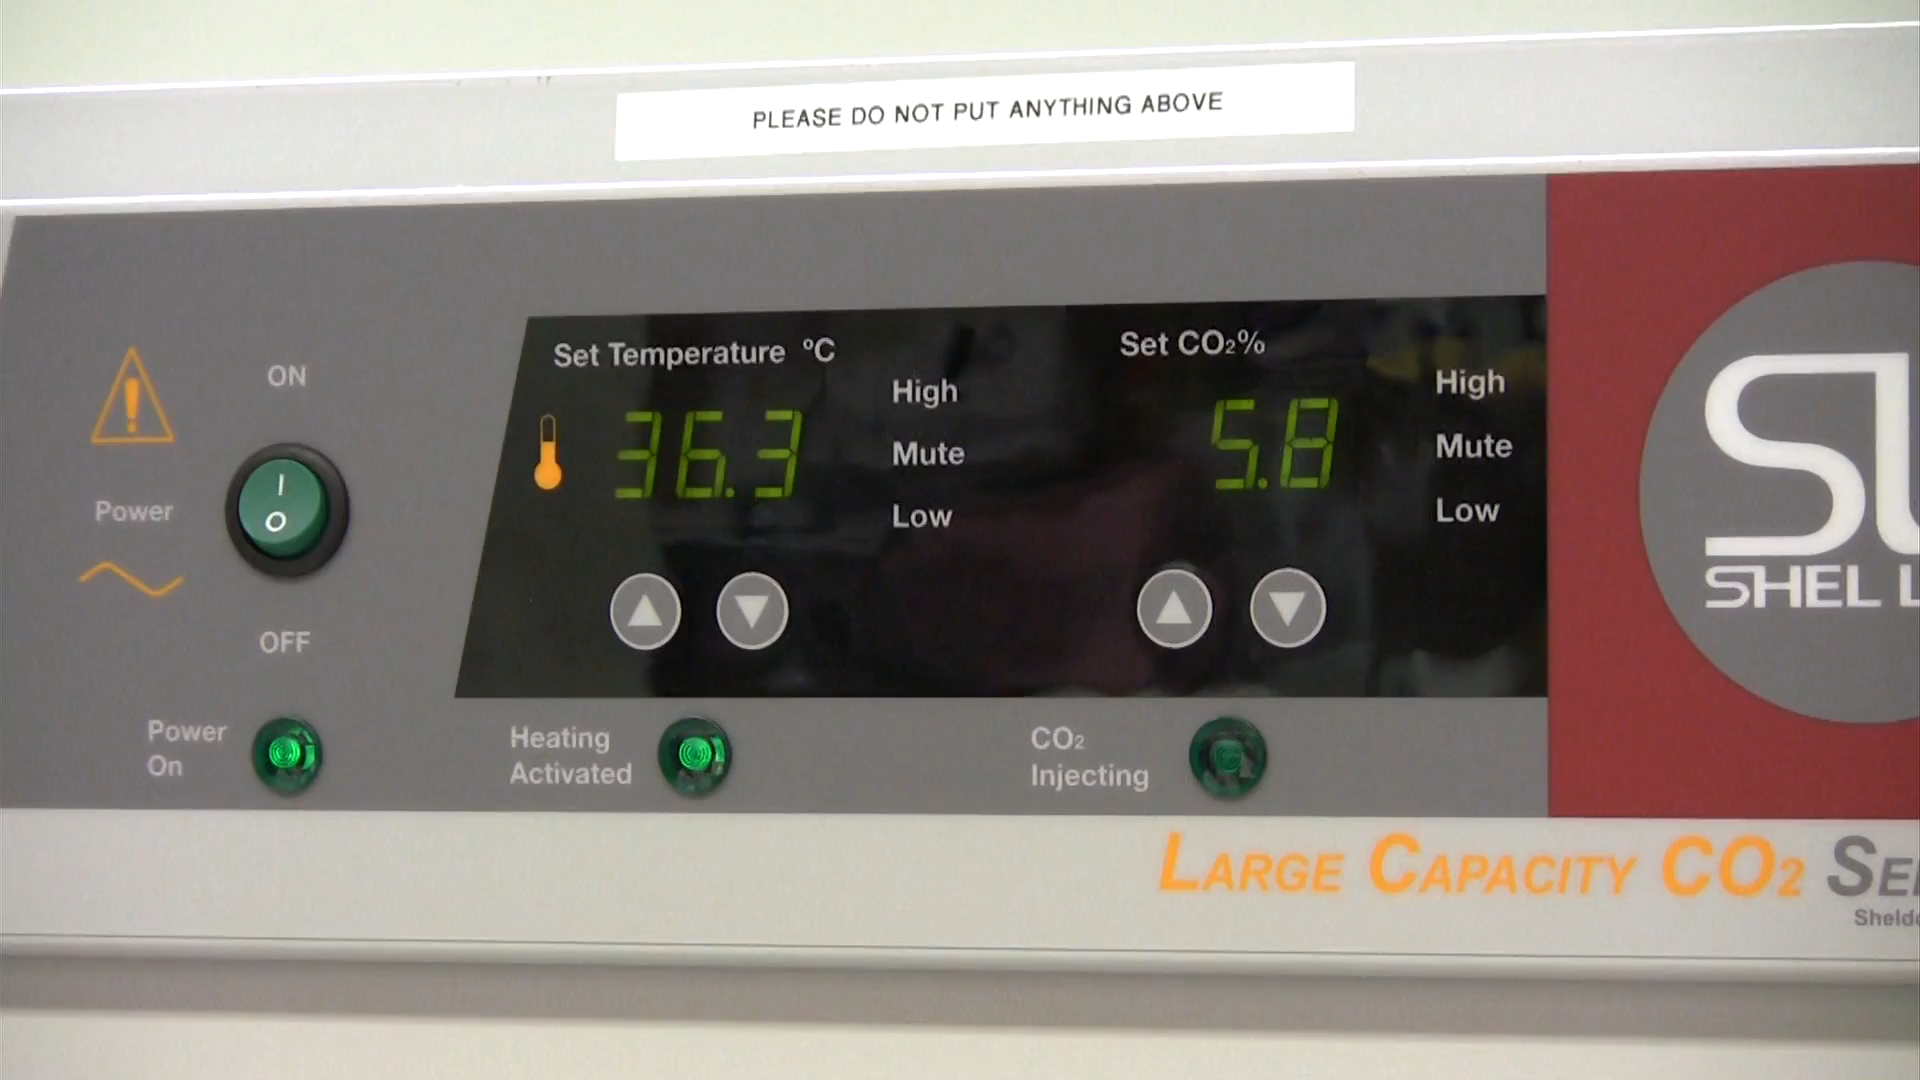 PLEASE DO NOT PUT ANYTHING ABOVE
ON
Power
OFF
Power
On
Set Temperature °C
36.3
High
Mute
Low
Set CO₂%
5.8
High
Mute
Low
Heating
Activated
CO₂
Injecting
SHEL L
LARGE CAPACITY CO₂